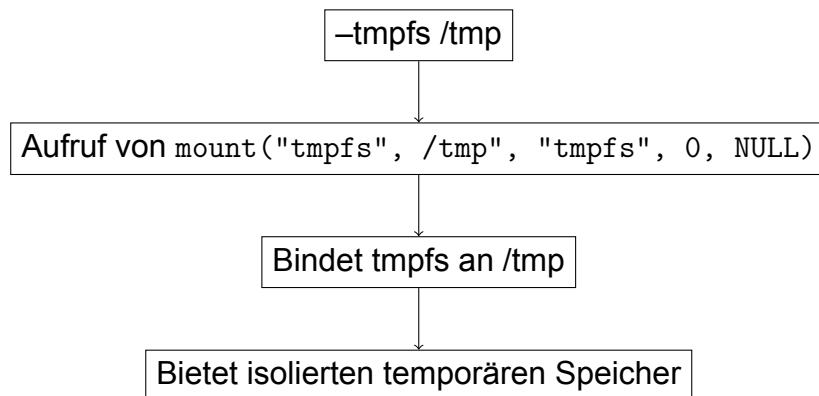 –tmpfs /tmp
Aufruf von mount("tmpfs", /tmp", "tmpfs", 0, NULL)
Bindet tmpfs an /tmp
Bietet isolierten temporären Speicher